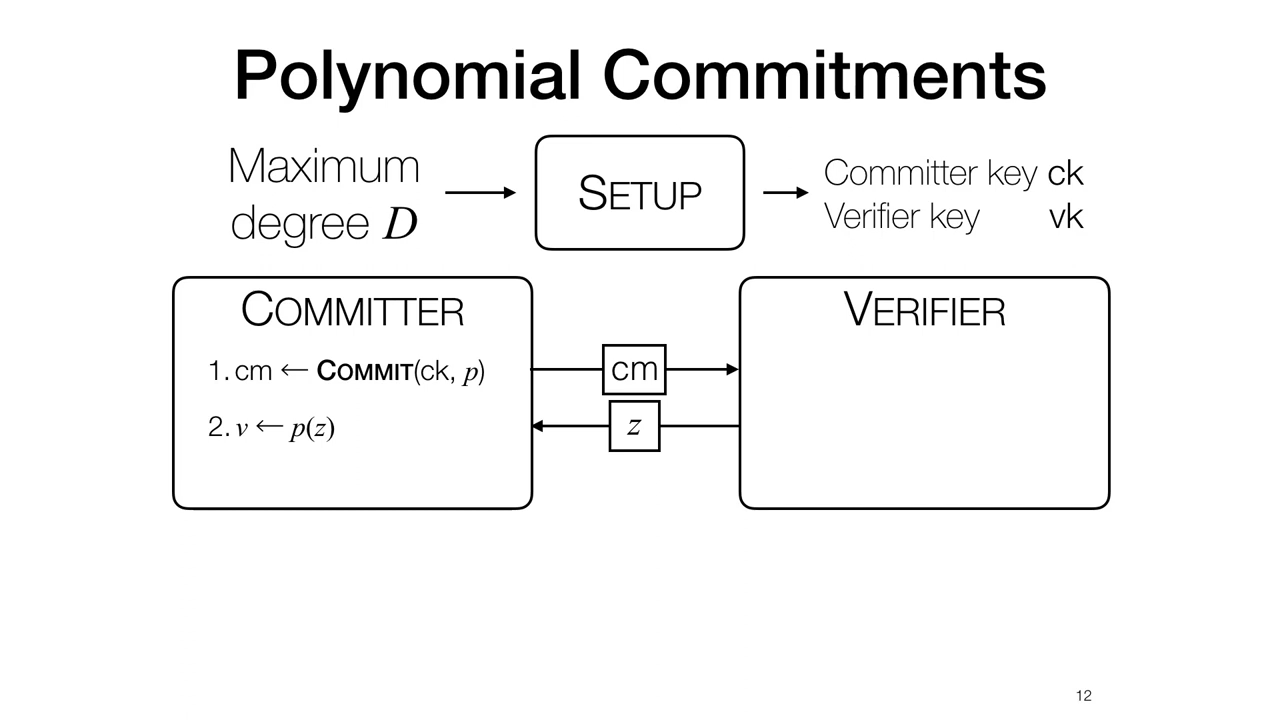 Polynomial Commitments
Maximum
degree D
SETUP
Committer key ck
Verifier key vk
COMMITTER
1. cm ← COMMIT(ck, p)
2. v ← p(z)
cm
z
VERIFIER
12